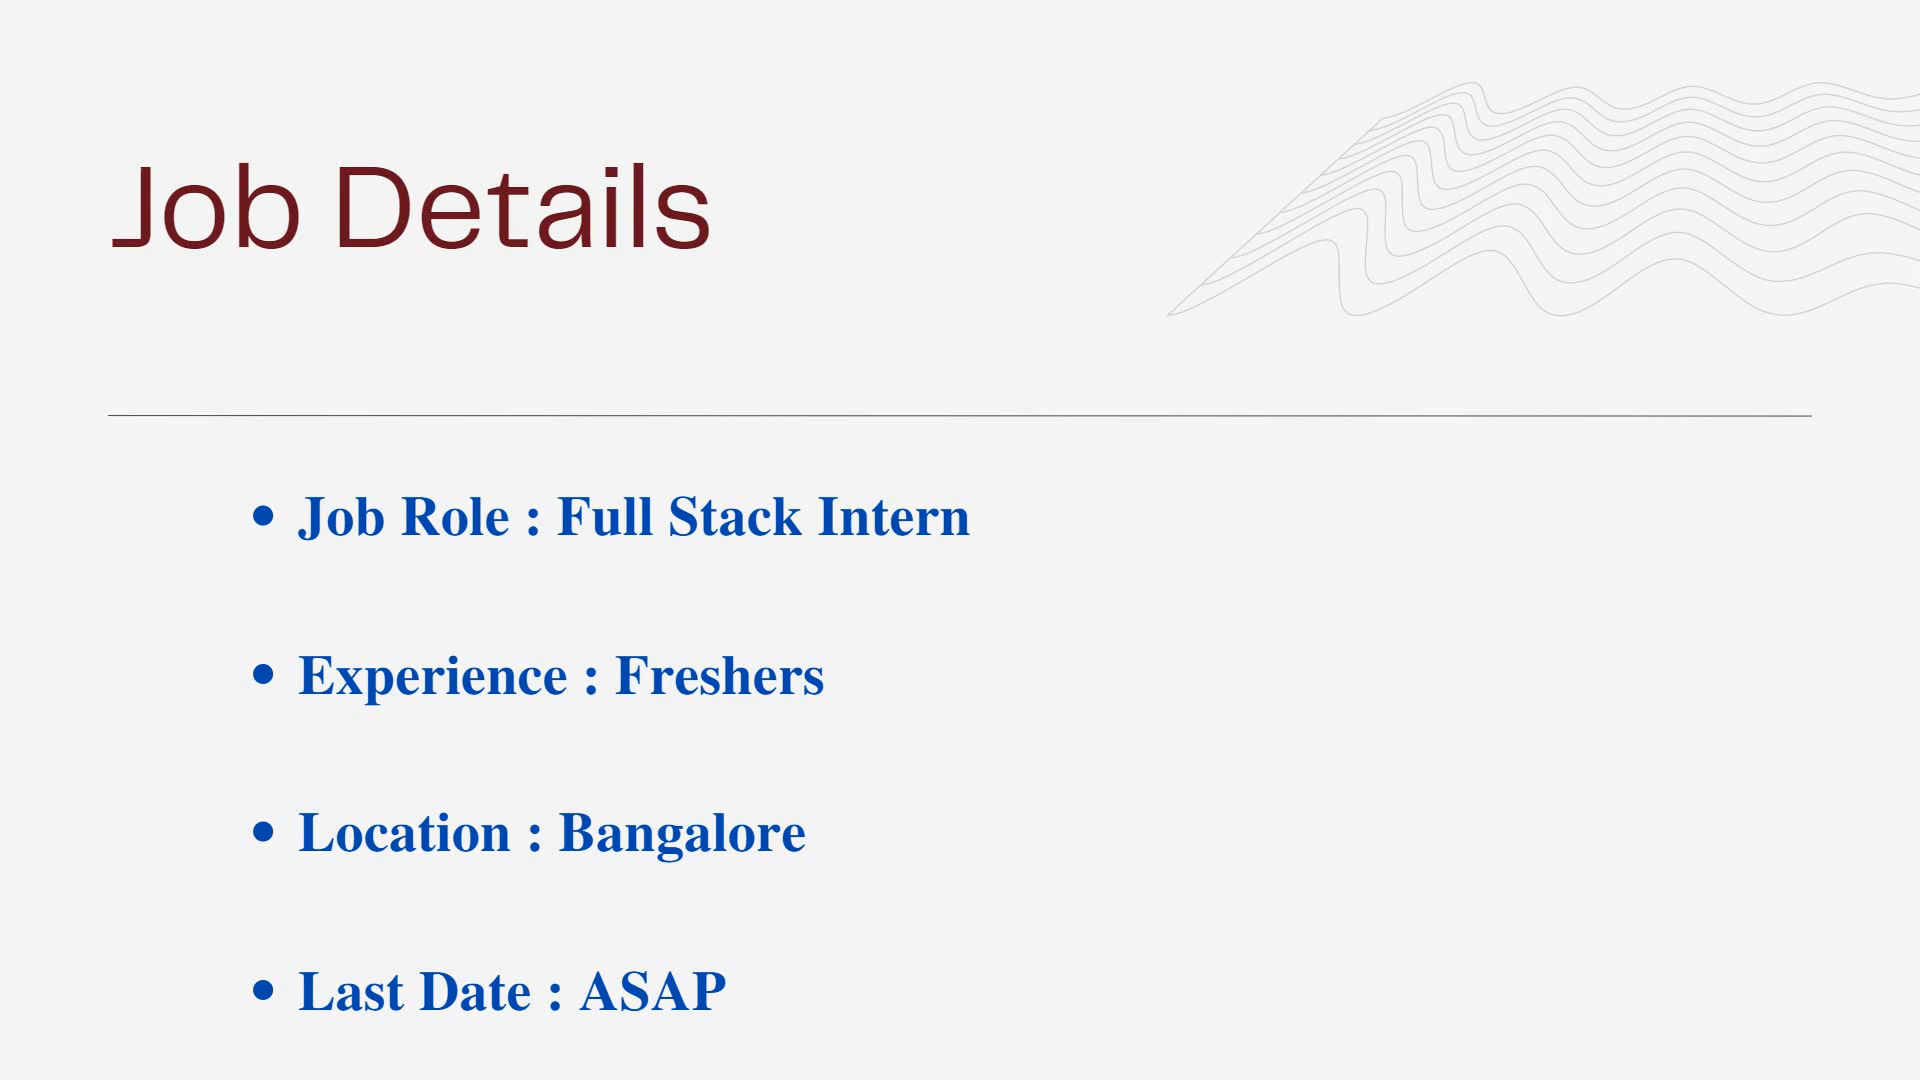 Job Details
• Job Role : Full Stack Intern
• Experience : Freshers
• Location : Bangalore
• Last Date : ASAP